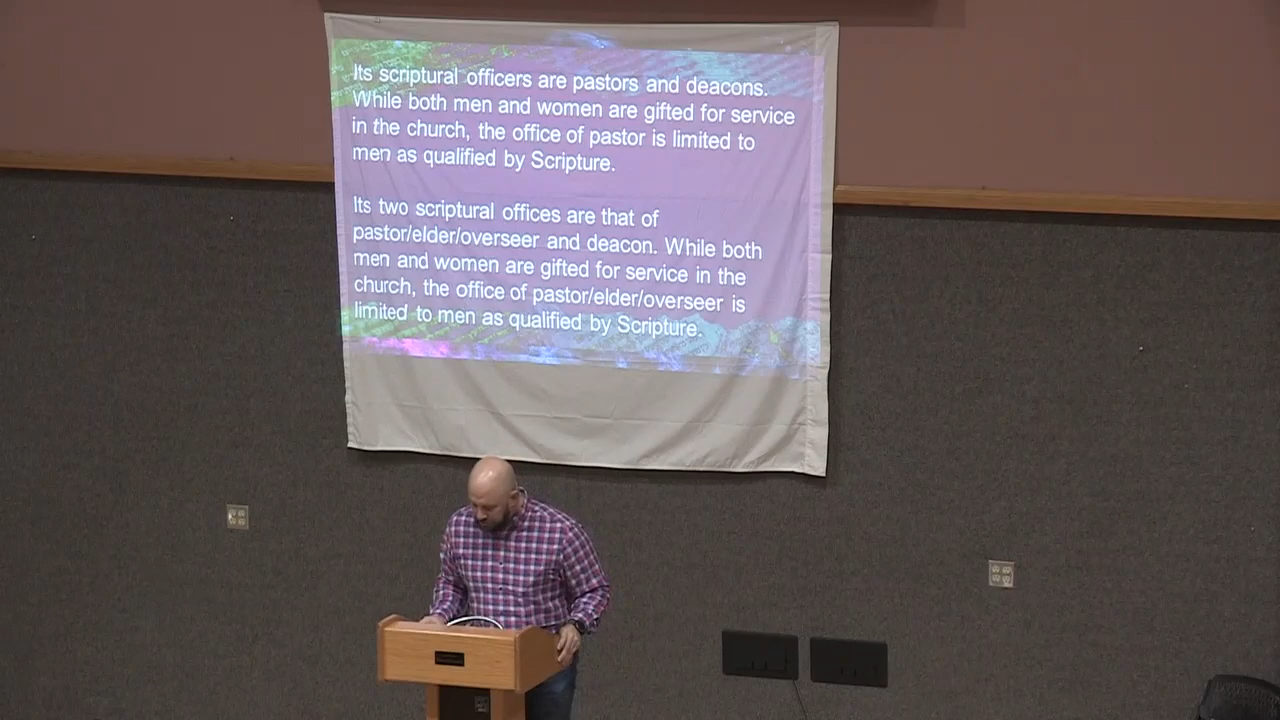 Its scriptural officers are pastors and deacons.
While both men and women are gifted for service
in the church, the office of pastor is limited to
men as qualified by Scripture.
Its two scriptural offices are that of
pastor/elder/overseer and deacon. While both
men and women are gifted for service in the
church, the office of pastor/elder/overseer is
limited to men as qualified by Scripture.